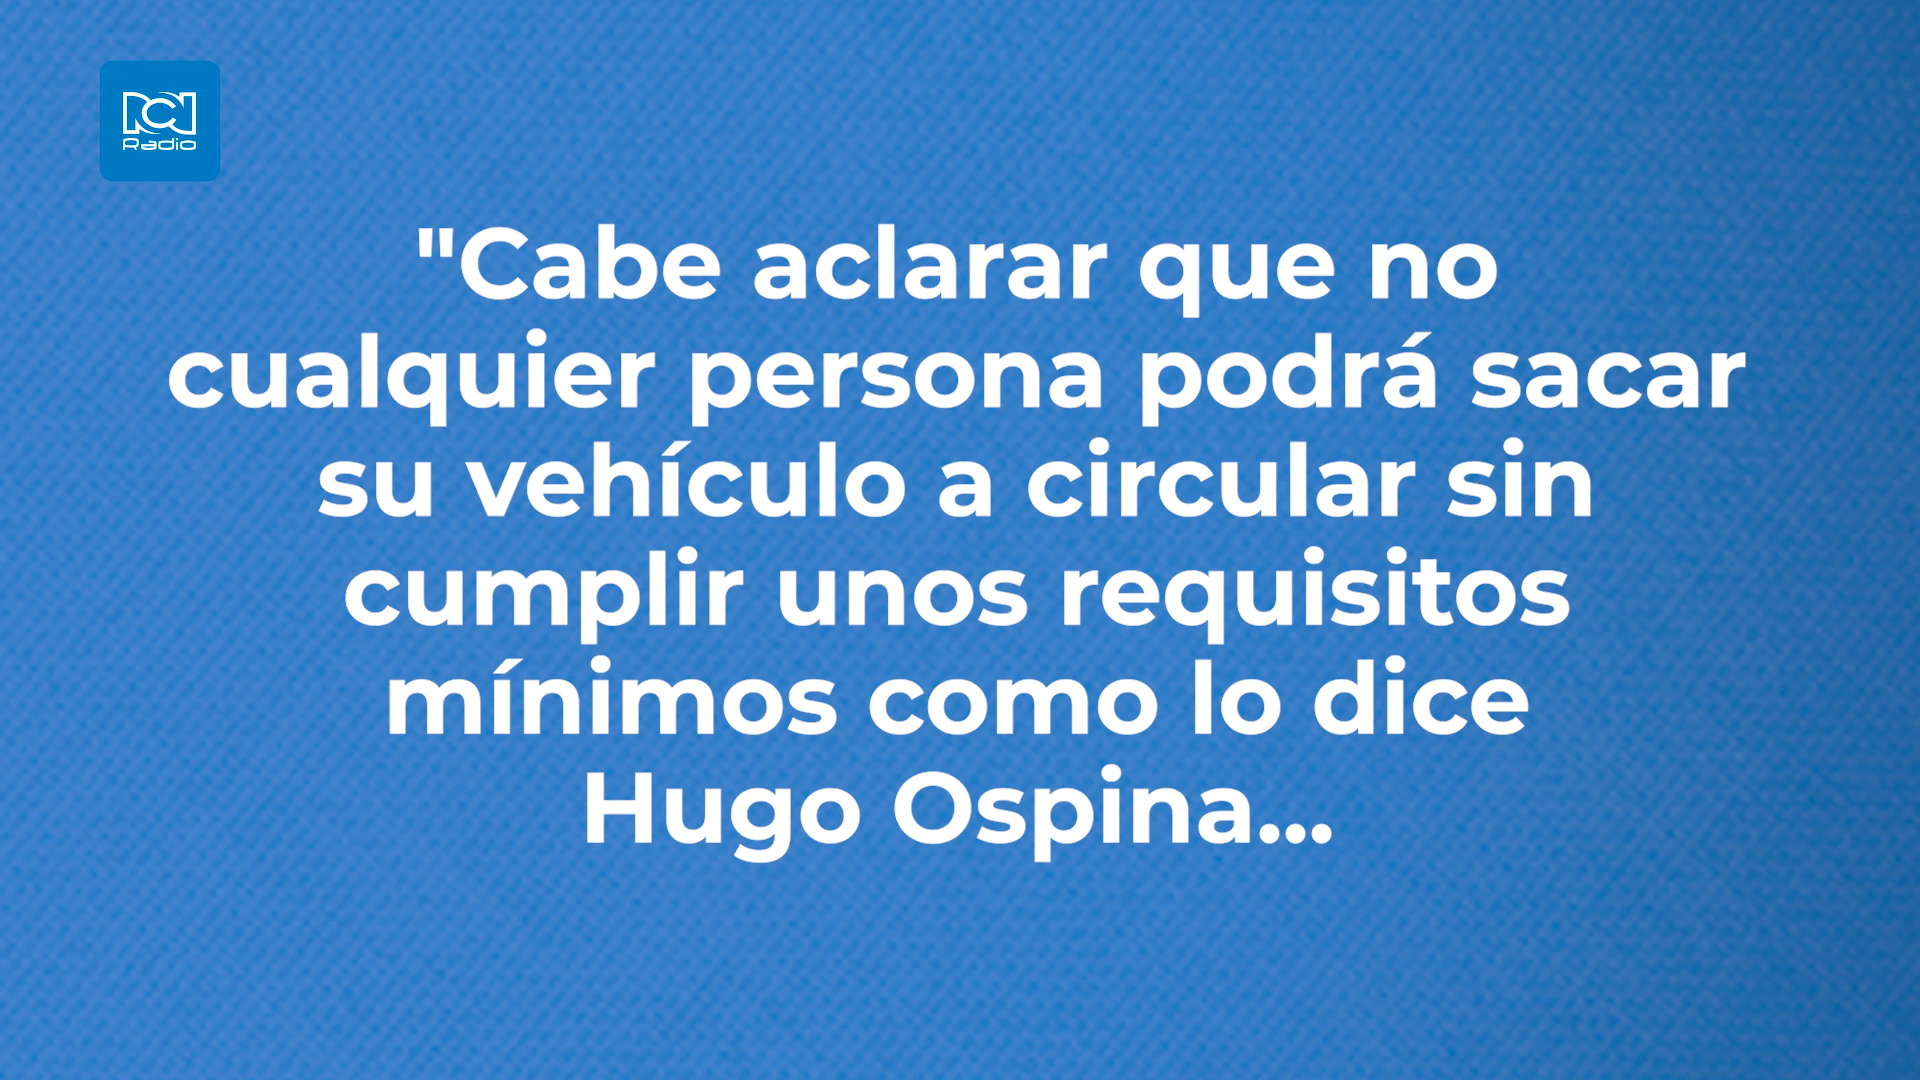 RCN
Radio
"Cabe aclarar que no
cualquier persona podrá sacar
su vehículo a circular sin
cumplir unos requisitos
mínimos como lo dice
Hugo Ospina...